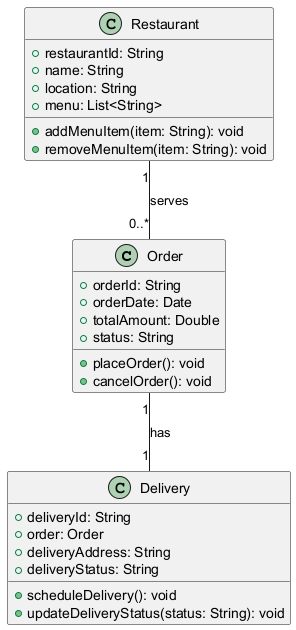 C Restaurant
restaurantId: String
name: String
location: String
menu: List<String>
addMenuItem(item: String): void
removeMenuItem(item: String): void
1
serves
0..*
C Order
orderId: String
orderDate: Date
totalAmount: Double
status: String
placeOrder(): void
cancelOrder(): void
1
has
1
C Delivery
deliveryId: String
order: Order
deliveryAddress: String
deliveryStatus: String
scheduleDelivery(): void
updateDeliveryStatus(status: String): void